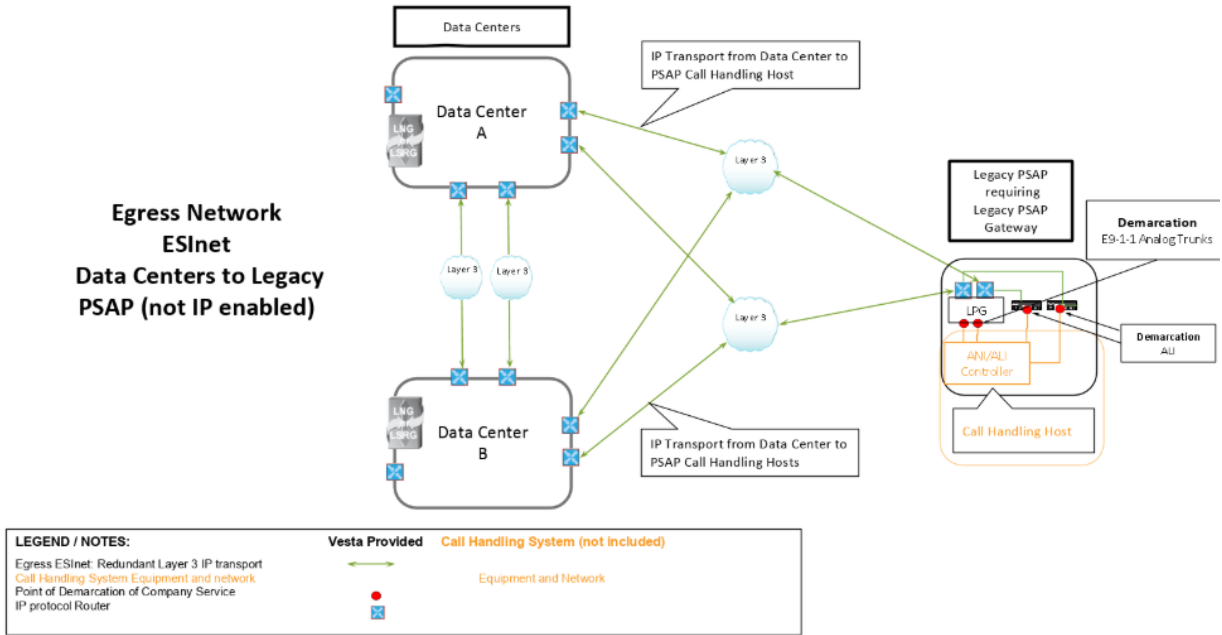 Data Centers
IP Transport from Data Center to
PSAP Call Handling Host
Data Center
A
LNG
LSRG
Layer 3
Legacy PSAP
requiring
Legacy PSAP
Gateway
Demarcation
E9-1-1 Analog Trunks
Egress Network
ESInet
Data Centers to Legacy
PSAP (not IP enabled)
Layer 3
Layer 3
Layer 3
LPG
Demarcation
ALI
ANI/ALI
Controller
Call Handling Host
LNG
LSRG
Data Center
B
IP Transport from Data Center to
PSAP Call Handling Hosts
LEGEND / NOTES: Vesta Provided Call Handling System (not included)
Egress ESInet: Redundant Layer 3 IP transport
Call Handling System Equipment and network Equipment and Network
Point of Demarcation of Company Service
IP protocol Router